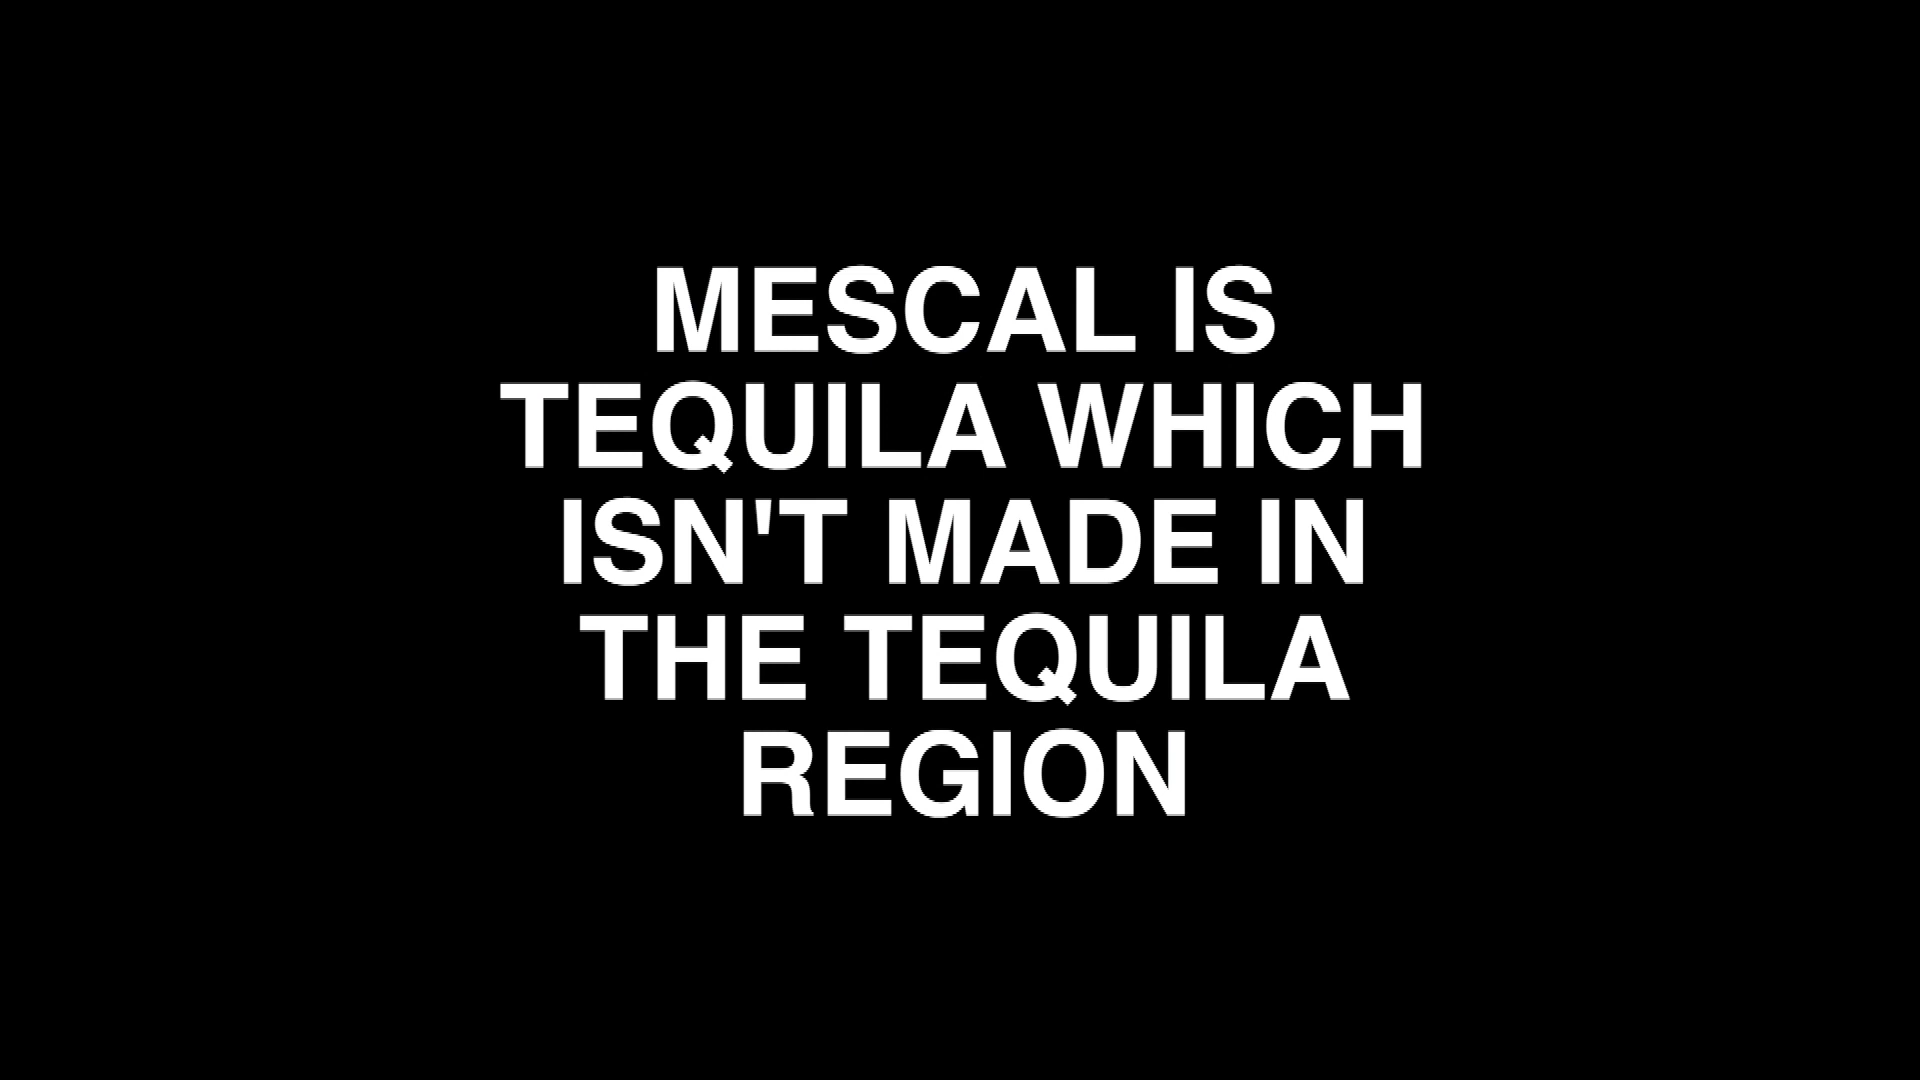 MESCAL IS
TEQUILA WHICH
ISN'T MADE IN
THE TEQUILA
REGION